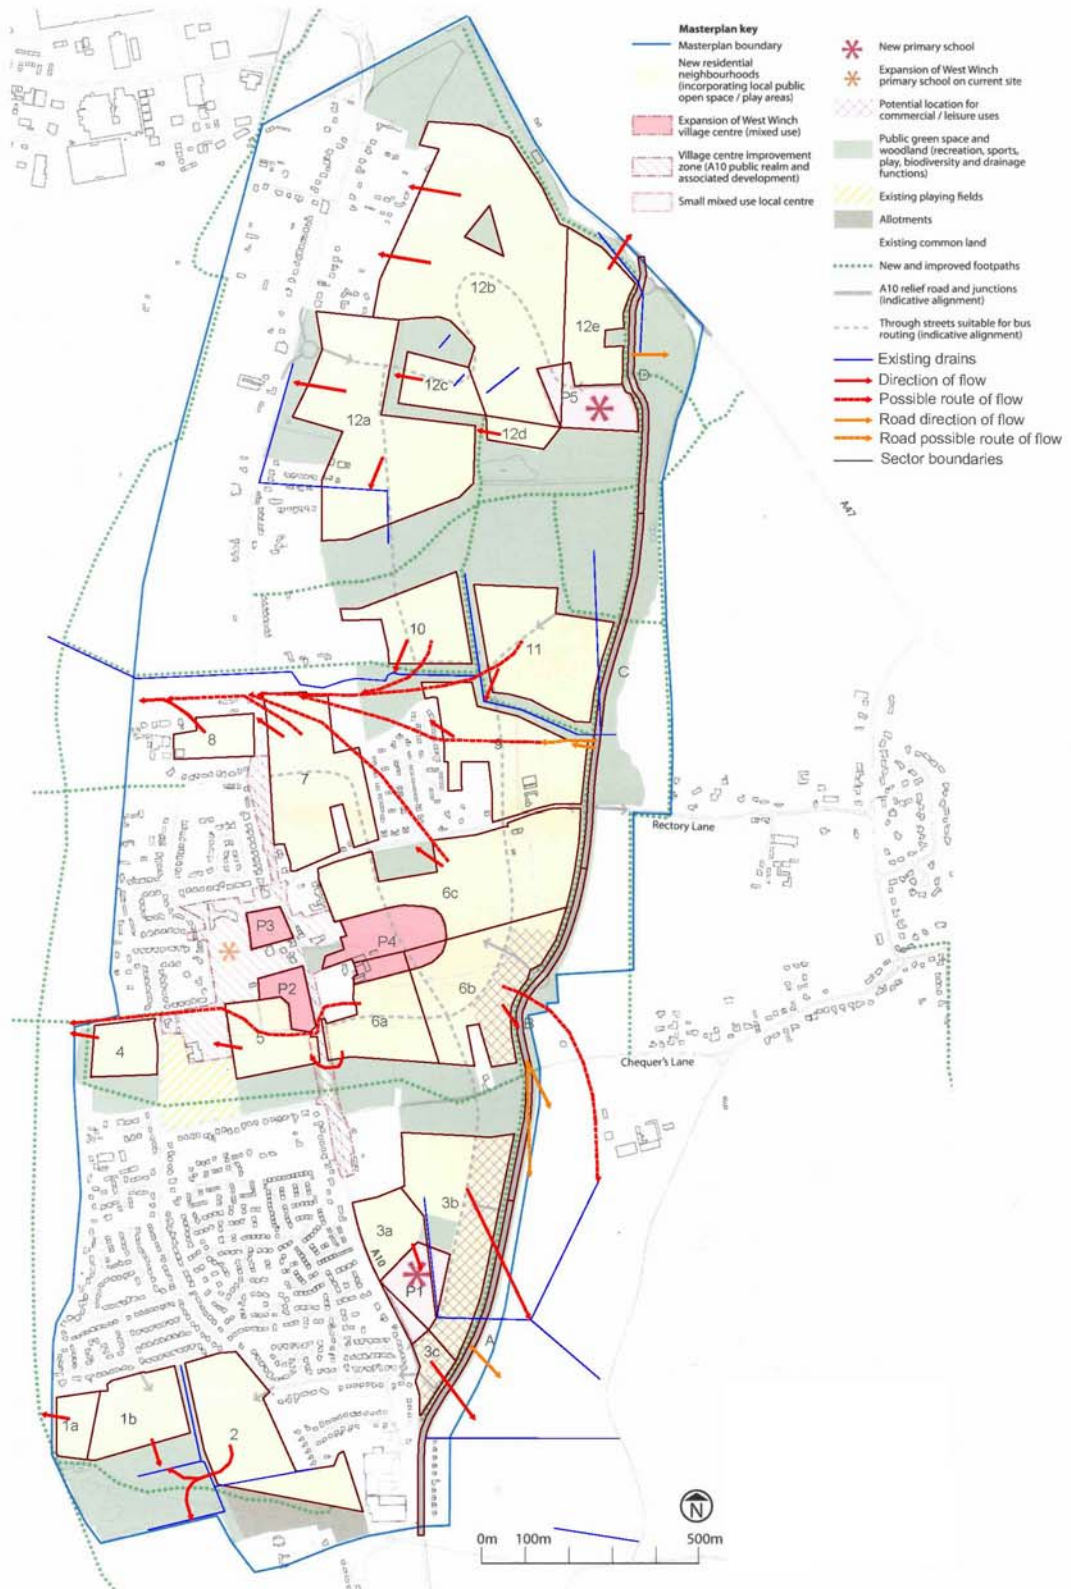 Masterplan key
Masterplan boundary
New residential
neighbourhoods
(incorporating local public
open space / play areas)
Expansion of West Winch
village centre (mixed use)
Village centre improvement
zone (A10 public realm and
associated development)
Small mixed use local centre
New primary school
Expansion of West Winch
primary school on current site
Potential location for
commercial / leisure uses
Public green space and
woodland (recreation, sports,
play, biodiversity and drainage
functions)
Existing playing fields
Allotments
Existing common land
New and improved footpaths
A10 relief road and junctions
(indicative alignment)
Through streets suitable for bus
routing (indicative alignment)
Existing drains
Direction of flow
Possible route of flow
Road direction of flow
Road possible route of flow
Sector boundaries
12b
12e
12c
P5
D
12a
12d
A47
10
11
C
8
9
7
Rectory Lane
B
6c
P3
P4
P2
6b
6a
B
5
4
Chequer's Lane
3b
3a
A10
P1
A
3c
1a
1b
2
N
0m 100m 500m